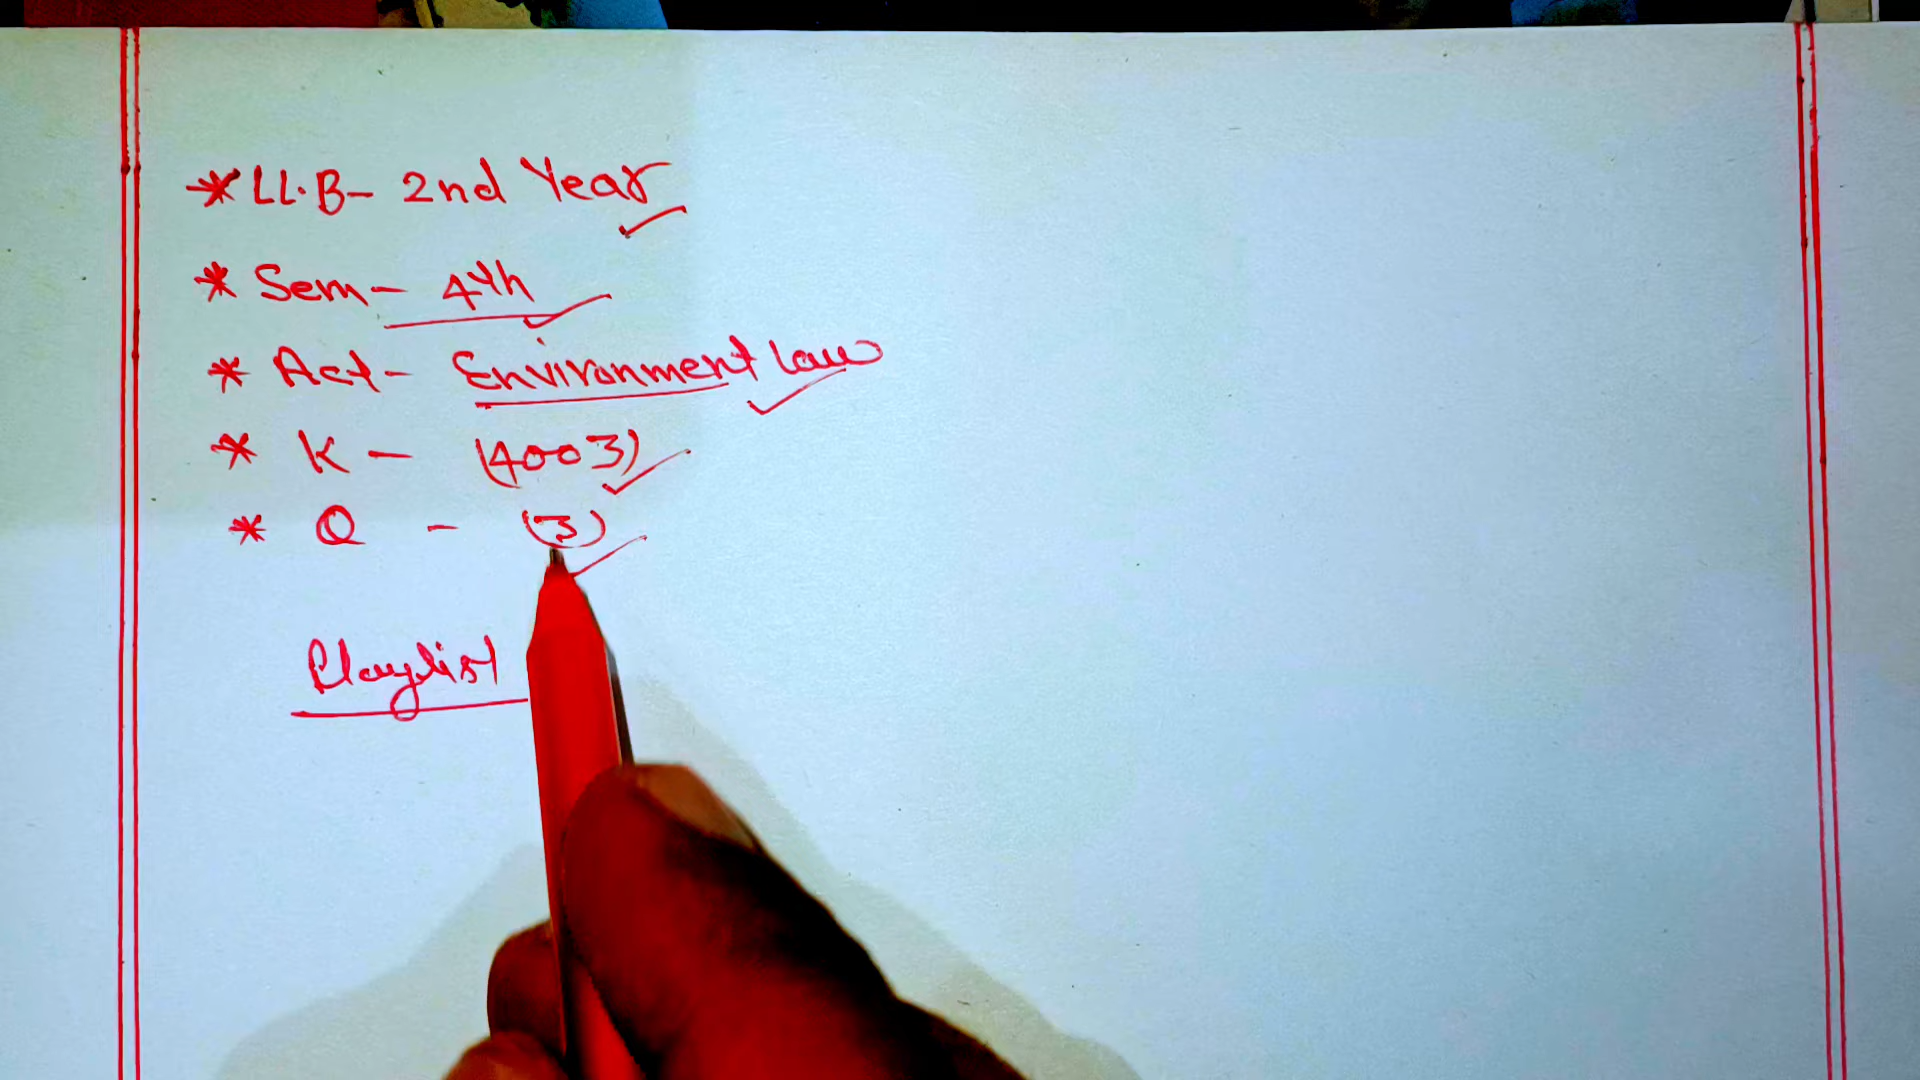 * LL.B- 2nd Year
* Sem- 4th
* Act- Environment law
* K - (4003)
* Q - (3)
Playlist